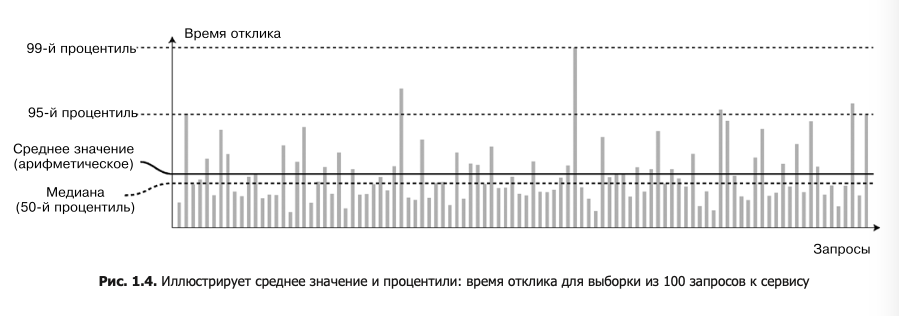 Время отклика
99-й процентиль
95-й процентиль
Среднее значение
(арифметическое)
Медиана
(50-й процентиль)
Запросы
Рис. 1.4. Иллюстрирует среднее значение и процентили: время отклика для выборки из 100 запросов к сервису